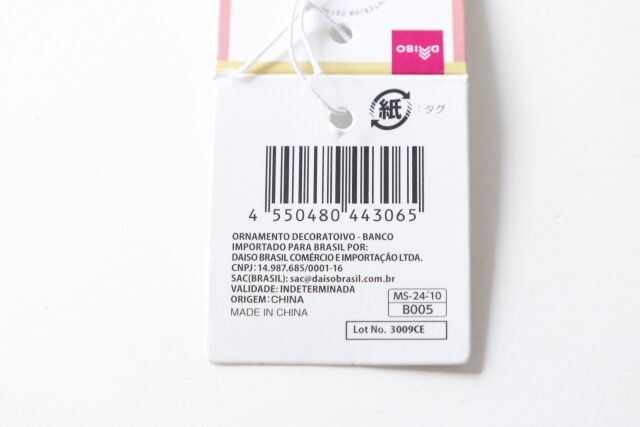 INTERIOR DECO
DAISO
紙
:タグ
4 550480 443065
ORNAMENTO DECORATOIVO - BANCO
IMPORTADO PARA BRASIL POR:
DAISO BRASIL COMÉRCIO E IMPORTAÇÃO LTDA.
CNPJ: 14.987.685/0001-16
SAC(BRASIL): sac@daisobrasil.com.br
VALIDADE: INDETERMINADA
ORIGEM: CHINA
MADE IN CHINA
MS-24-'10
B005
Lot No. 3009CE